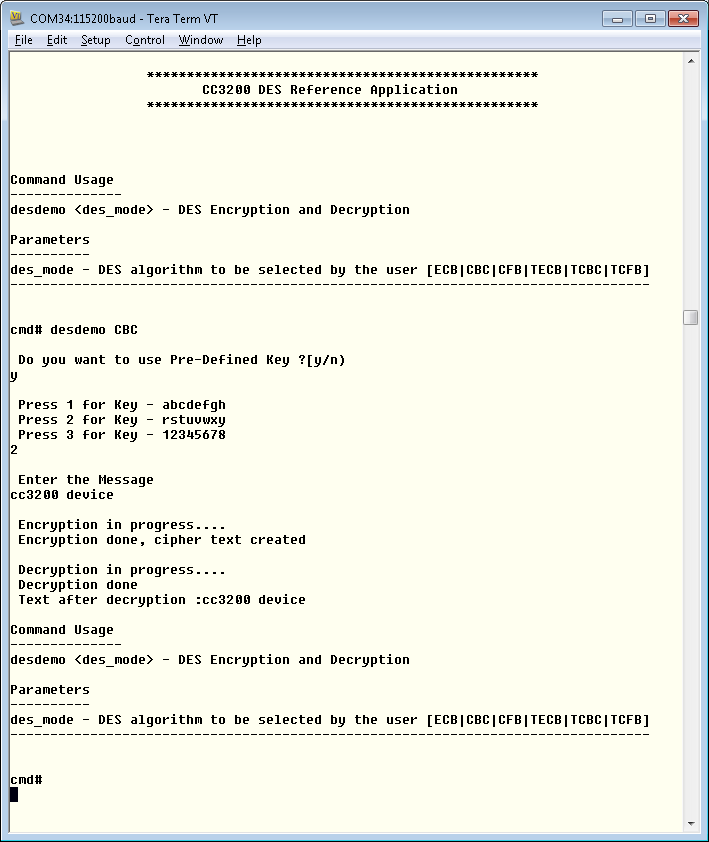 COM34:115200baud - Tera Term VT
File Edit Setup Control Window Help
*************************************************
CC3200 DES Reference Application
*************************************************
Command Usage
--------------
desdemo <des_mode> - DES Encryption and Decryption
Parameters
----------
des_mode - DES algorithm to be selected by the user [ECB|CBC|CFB|TECB|TCBC|TCFB]
--------------------------------------------------------------------------------
cmd# desdemo CBC
Do you want to use Pre-Defined Key ?[y/n)
y
Press 1 for Key - abcdefgh
Press 2 for Key - rstuvwxy
Press 3 for Key - 12345678
2
Enter the Message
cc3200 device
Encryption in progress....
Encryption done, cipher text created
Decryption in progress....
Decryption done
Text after decryption :cc3200 device
Command Usage
--------------
desdemo <des_mode> - DES Encryption and Decryption
Parameters
----------
des_mode - DES algorithm to be selected by the user [ECB|CBC|CFB|TECB|TCBC|TCFB]
--------------------------------------------------------------------------------
cmd#